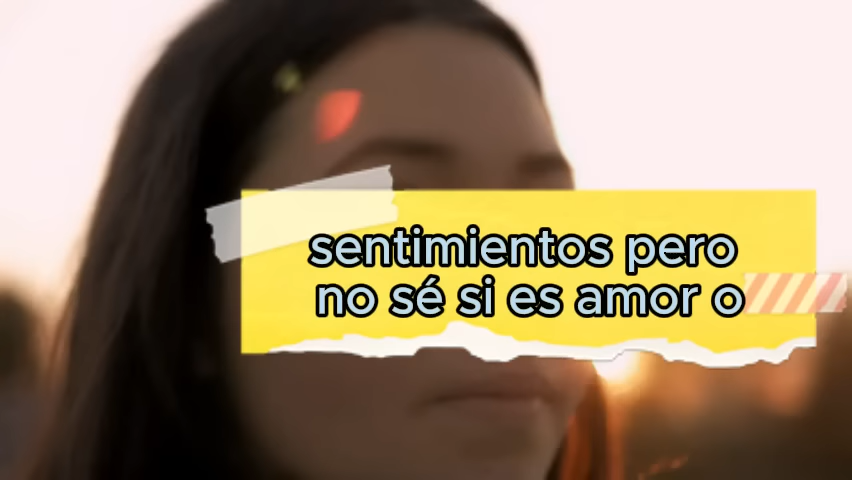 sentimientos pero
no sé si es amor o